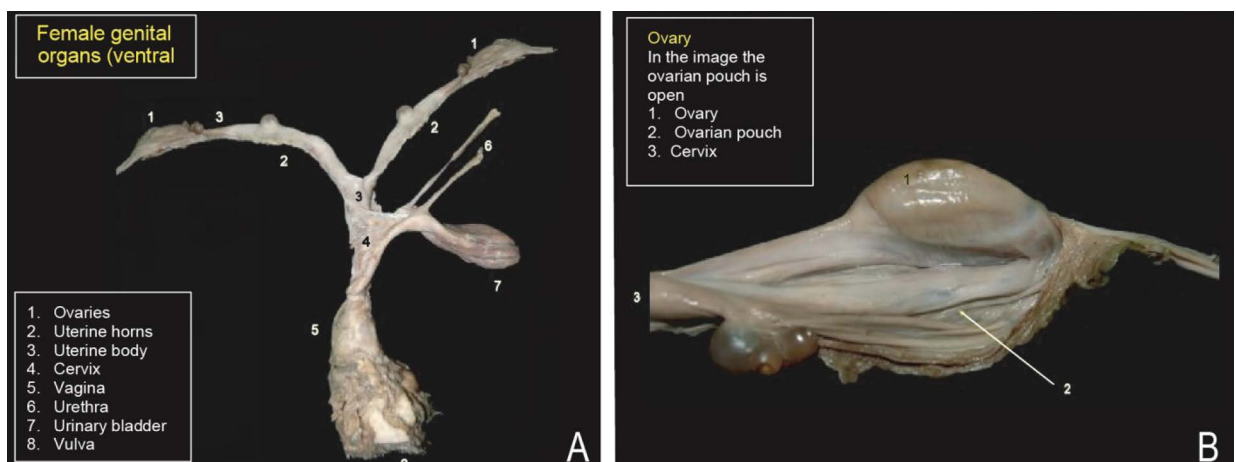 Female genital
organs (ventral
1
1
3
2
2
6
3
4
7
5
1. Ovaries
2. Uterine horns
3. Uterine body
4. Cervix
5. Vagina
6. Urethra
7. Urinary bladder
8. Vulva
A
Ovary
In the image the
ovarian pouch is
open
1. Ovary
2. Ovarian pouch
3. Cervix
1
3
2
B